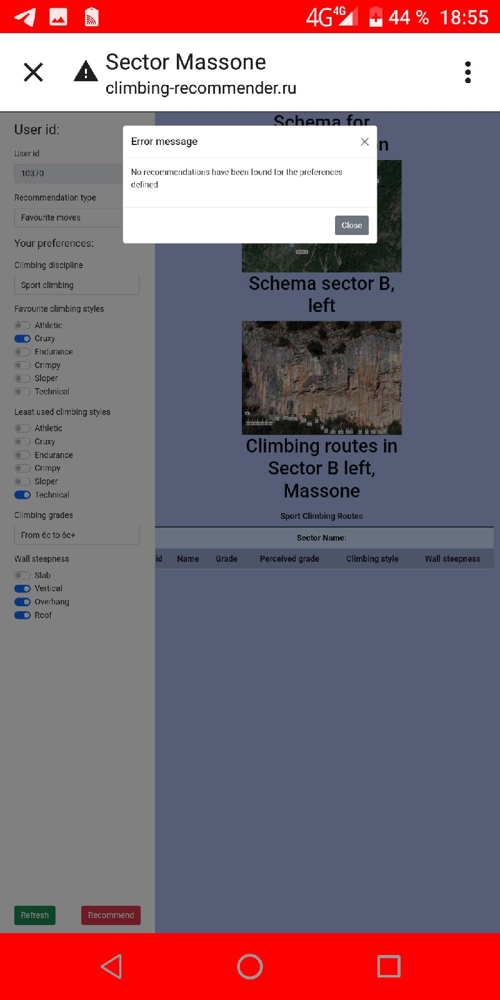 4G 4G 44 % 18:55
Sector Massone
climbing-recommender.ru
User id:
User id
10370
Recommendation type
Favourite moves
Your preferences:
Climbing discipline
Sport climbing
Favourite climbing styles
Athletic
Cruxy
Endurance
Crimpy
Sloper
Technical
Least used climbing styles
Athletic
Cruxy
Endurance
Crimpy
Sloper
Technical
Climbing grades
From 6c to 6c+
Wall steepness
Slab
Vertical
Overhang
Roof
Refresh
Recommend
Schema for
Error message
No recommendations have been found for the preferences
defined
Close
Schema sector B,
left
Climbing routes in
Sector B left,
Massone
Sport Climbing Routes
Sector Name:
id Name Grade Perceived grade Climbing style Wall steepness